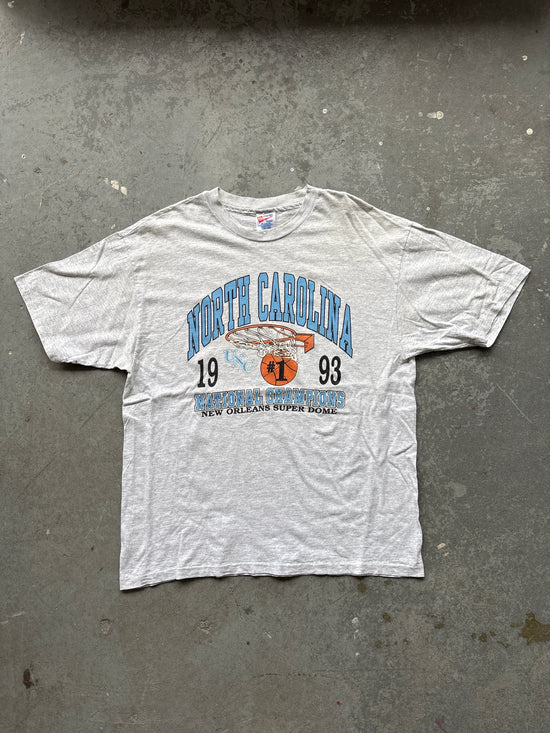 NORTH CAROLINA
UNC
19 #1 93
NATIONAL CHAMPIONS
NEW ORLEANS SUPER DOME